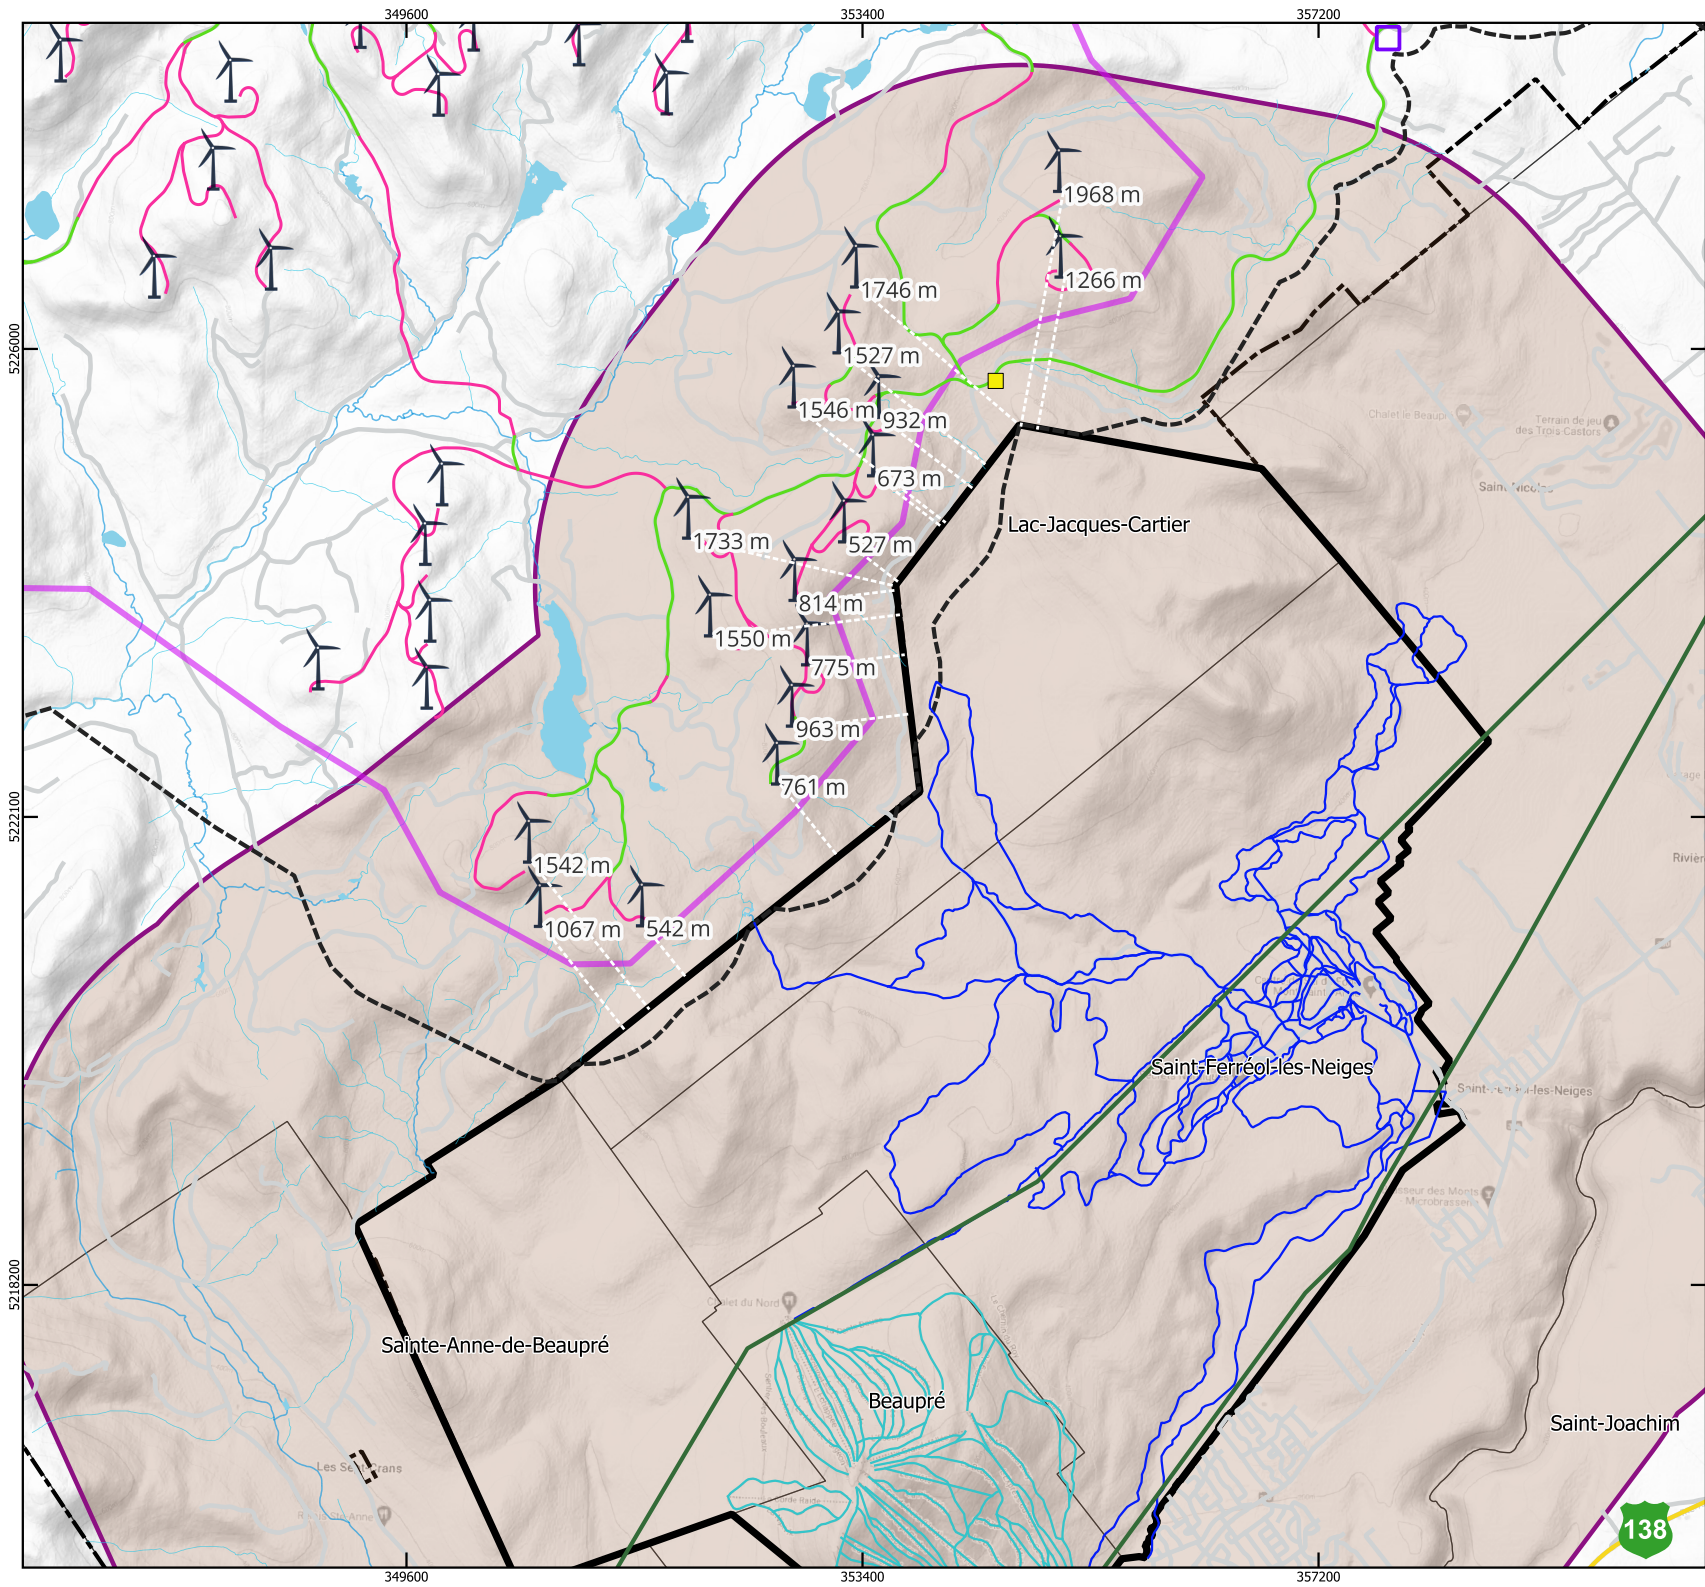 349600
353400
357200
5226000
5222100
5218200
1968 m
1266 m
1746 m
1527 m
1546 m
932 m
673 m
Chalet le Beaupré
Terrain de jeu
des Trois-Castors
Saint-Nicolas
Lac-Jacques-Cartier
1733 m
527 m
814 m
1550 m
775 m
963 m
761 m
1542 m
1067 m
542 m
Saint-Ferréol-les-Neiges
Saint-Ferréol-les-Neiges
Microbrasserie
Chalet du Nord
Sainte-Anne-de-Beaupré
Beaupré
Saint-Joachim
Les Sept-Crans
138
349600
353400
357200